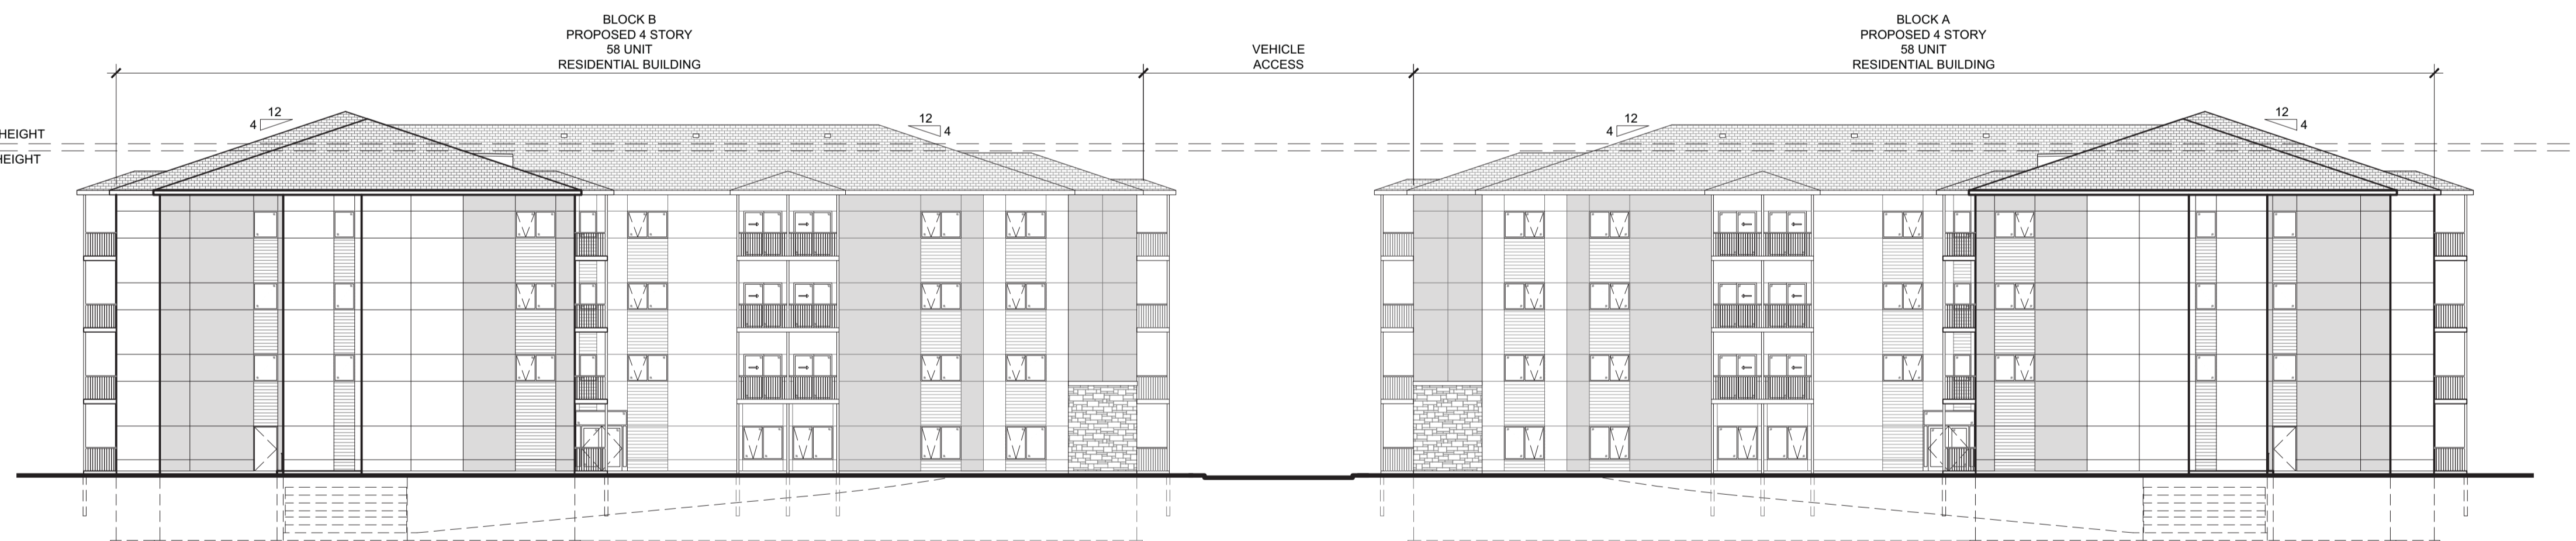 BLOCK B
PROPOSED 4 STORY
58 UNIT
RESIDENTIAL BUILDING
VEHICLE
ACCESS
BLOCK A
PROPOSED 4 STORY
58 UNIT
RESIDENTIAL BUILDING
12
4
12
4
12
4
12
4
HEIGHT
HEIGHT